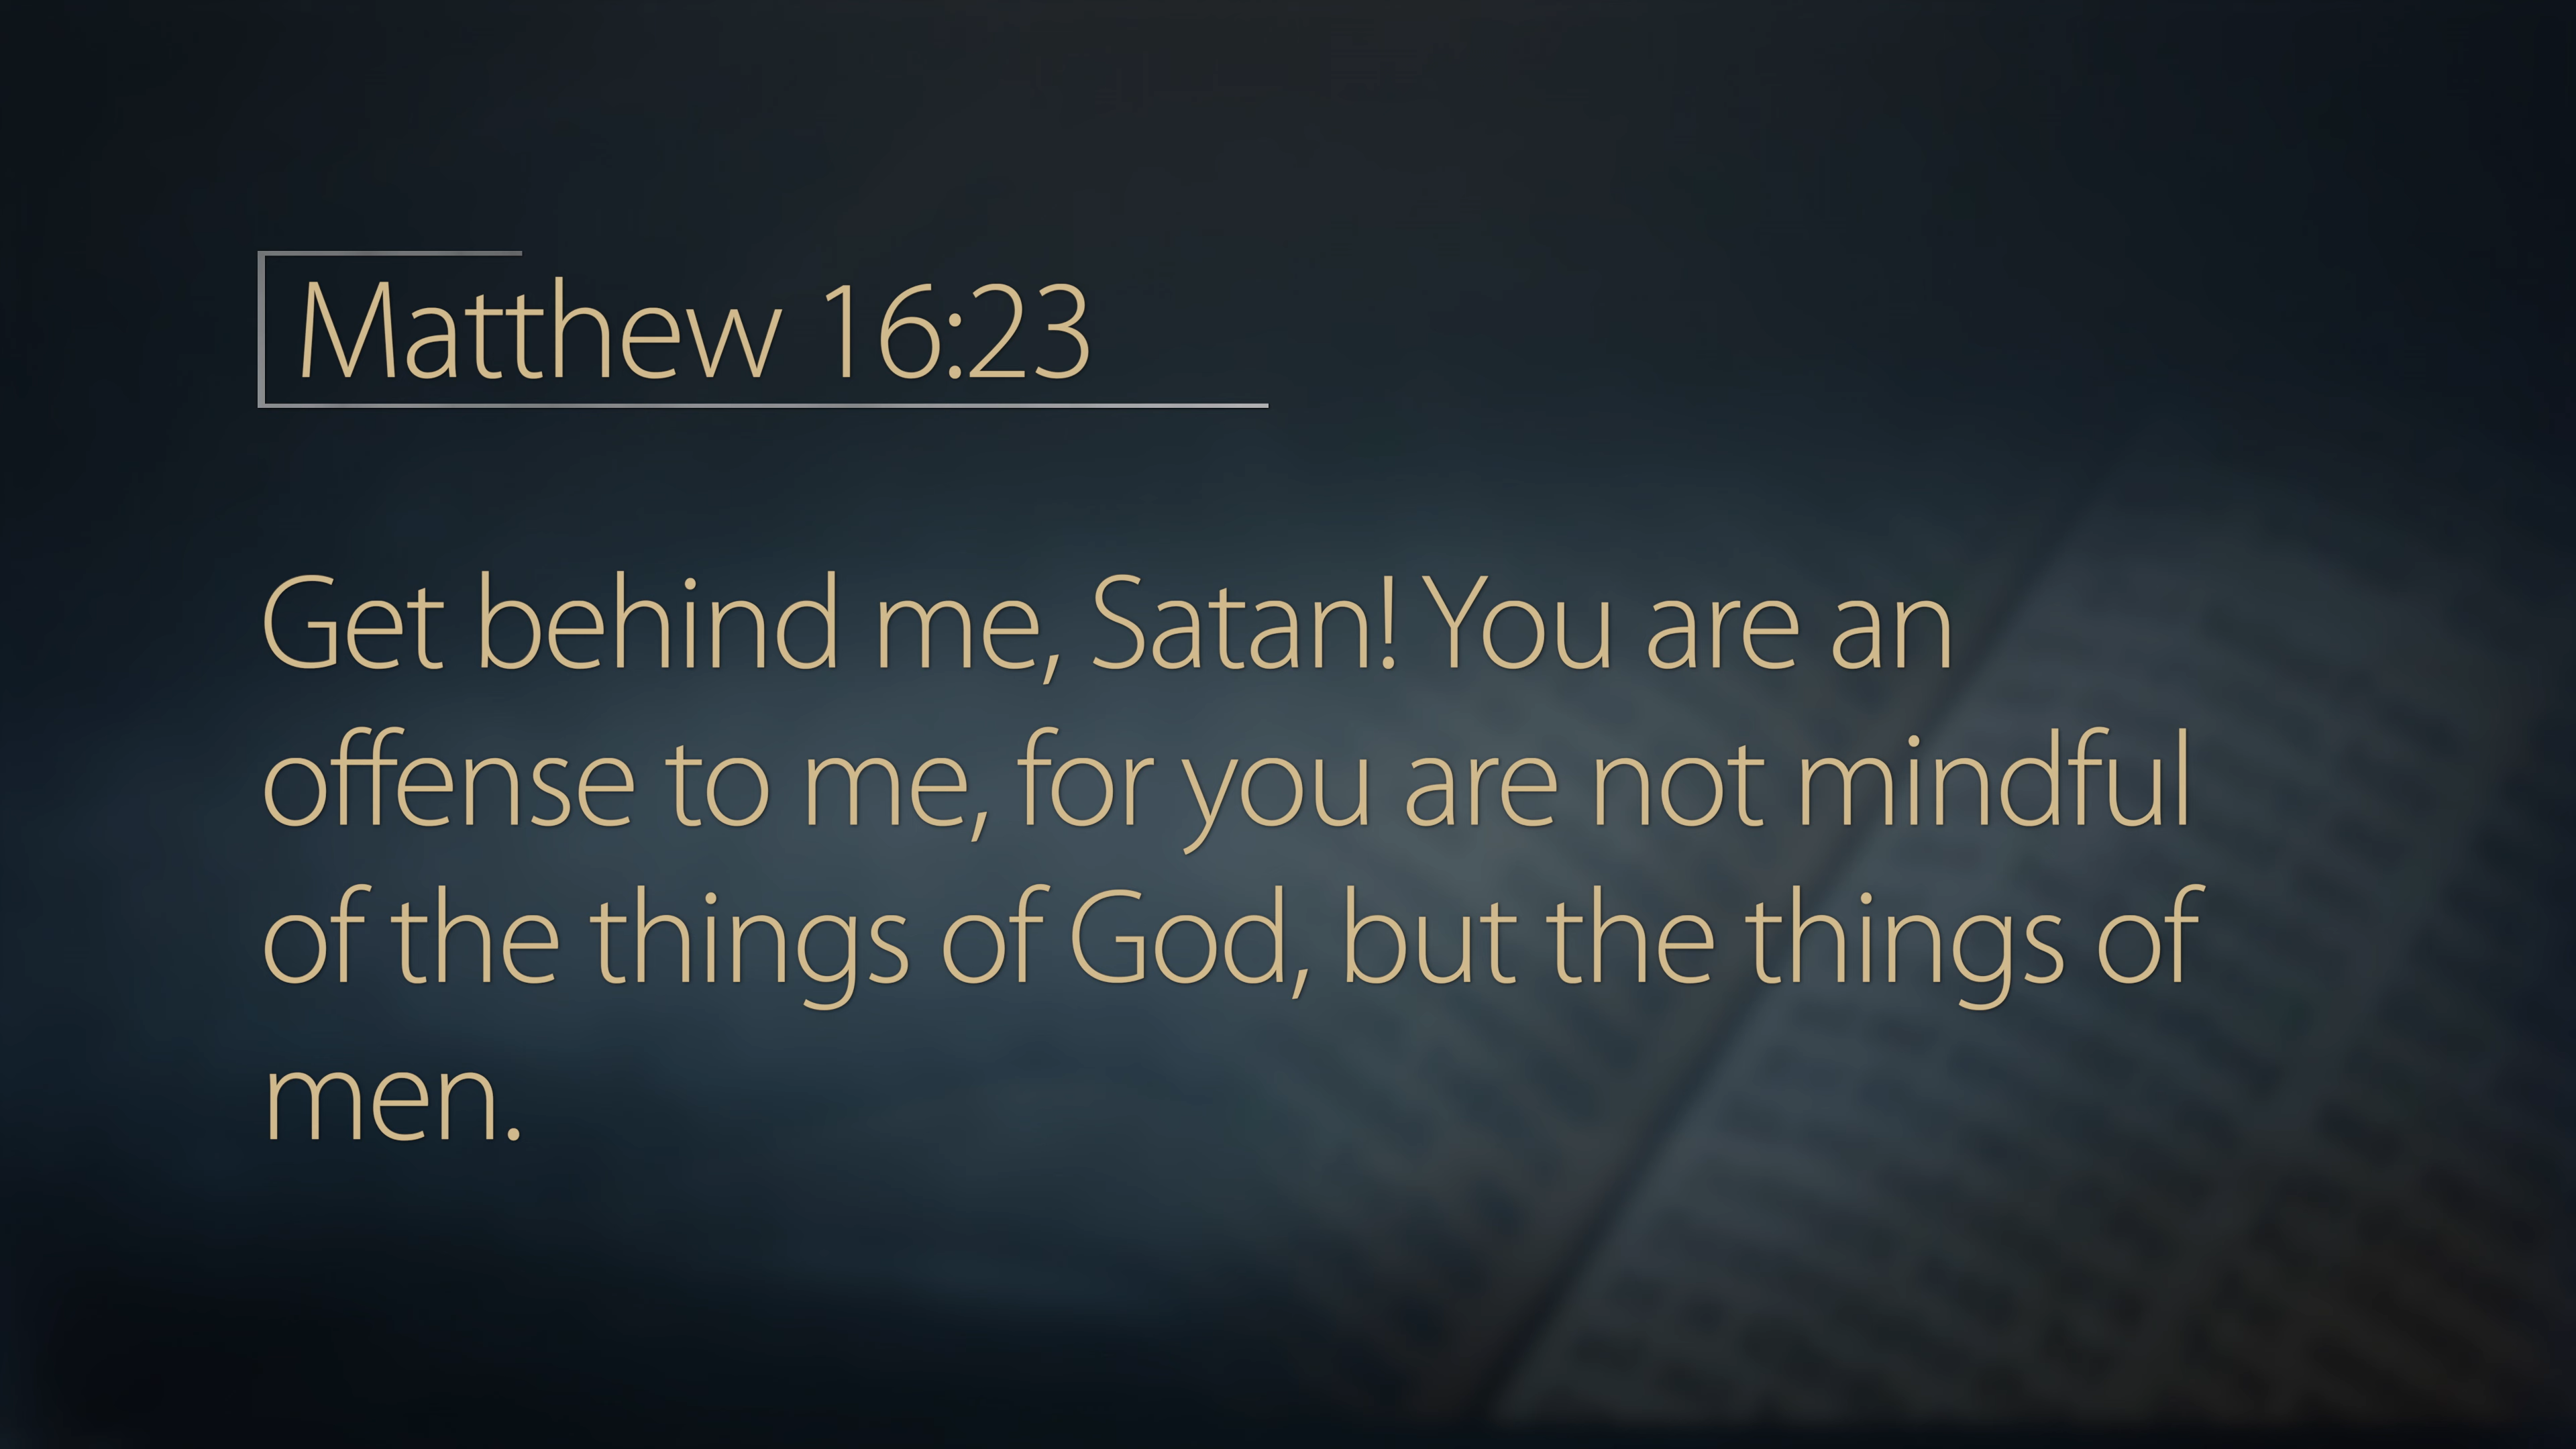 Matthew 16:23
Get behind me, Satan! You are an
offense to me, for you are not mindful
of the things of God, but the things of
men.